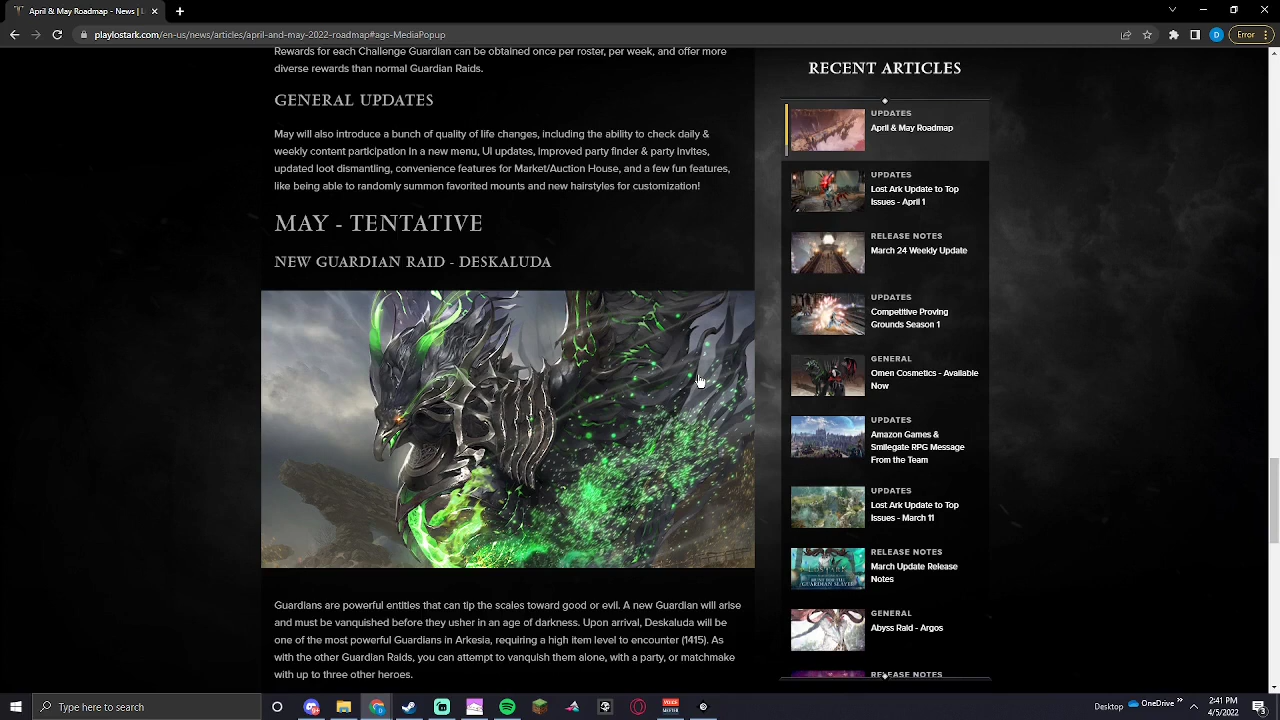 April & May Roadmap - News
playlostark.com/en-us/news/articles/april-and-may-2022-roadmap-MediaPopup
D
Error
Rewards for each Challenge Guardian can be obtained once per roster, per week, and offer more
diverse rewards than normal Guardian Raids.
GENERAL UPDATES
May will also introduce a bunch of quality of life changes, including the ability to check daily &
weekly content participation in a new menu, UI updates, improved party finder & party invites,
updated loot dismantling, convenience features for Market/Auction House, and a few fun features,
like being able to randomly summon favorited mounts and new hairstyles for customization!
MAY - TENTATIVE
NEW GUARDIAN RAID - DESKALUDA
Guardians are powerful entities that can tip the scales toward good or evil. A new Guardian will arise
and must be vanquished before they usher in an age of darkness. Upon arrival, Deskaluda will be
one of the most powerful Guardians in Arkesia, requiring a high item level to encounter (1415). As
with the other Guardian Raids, you can attempt to vanquish them alone, with a party, or matchmake
with up to three other heroes.
RECENT ARTICLES
UPDATES
April & May Roadmap
UPDATES
Lost Ark Update to Top
Issues - April 1
RELEASE NOTES
March 24 Weekly Update
UPDATES
Competitive Proving
Grounds Season 1
GENERAL
Omen Cosmetics - Available
Now
UPDATES
Amazon Games &
Smilegate RPG Message
From the Team
UPDATES
Lost Ark Update to Top
Issues - March 11
RELEASE NOTES
March Update Release
Notes
GENERAL
Abyss Raid - Argos
RELEASE NOTES
Type here to search
Desktop
OneDrive
2:41 PM
4/5/2022